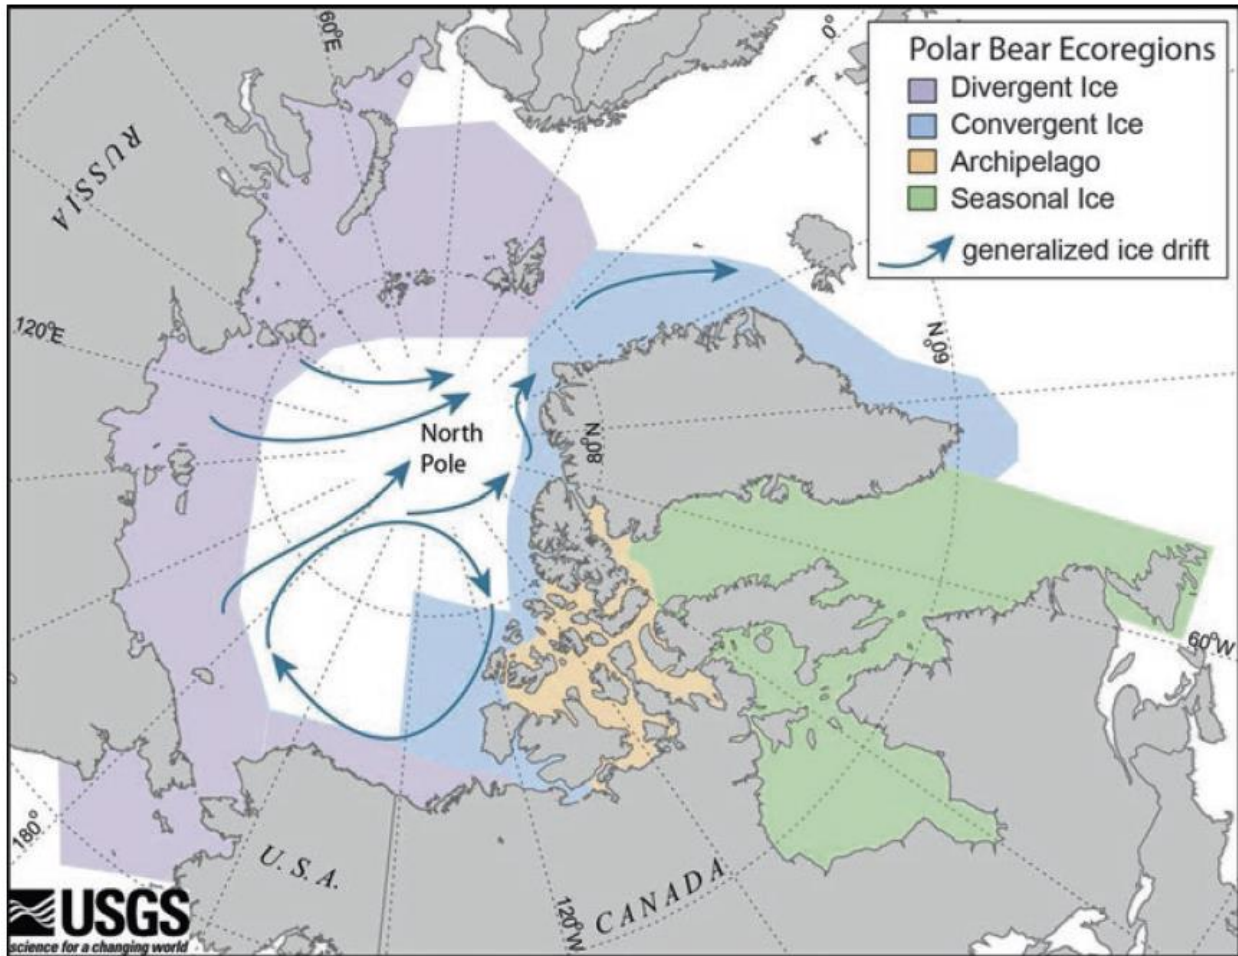 60°E
0°
Polar Bear Ecoregions
Divergent Ice
Convergent Ice
Archipelago
Seasonal Ice
generalized ice drift
RUSSIA
120°E
60°N
North
Pole
80°N
60°W
180°
U.S.A.
CANADA
120°W
USGS
science for a changing world